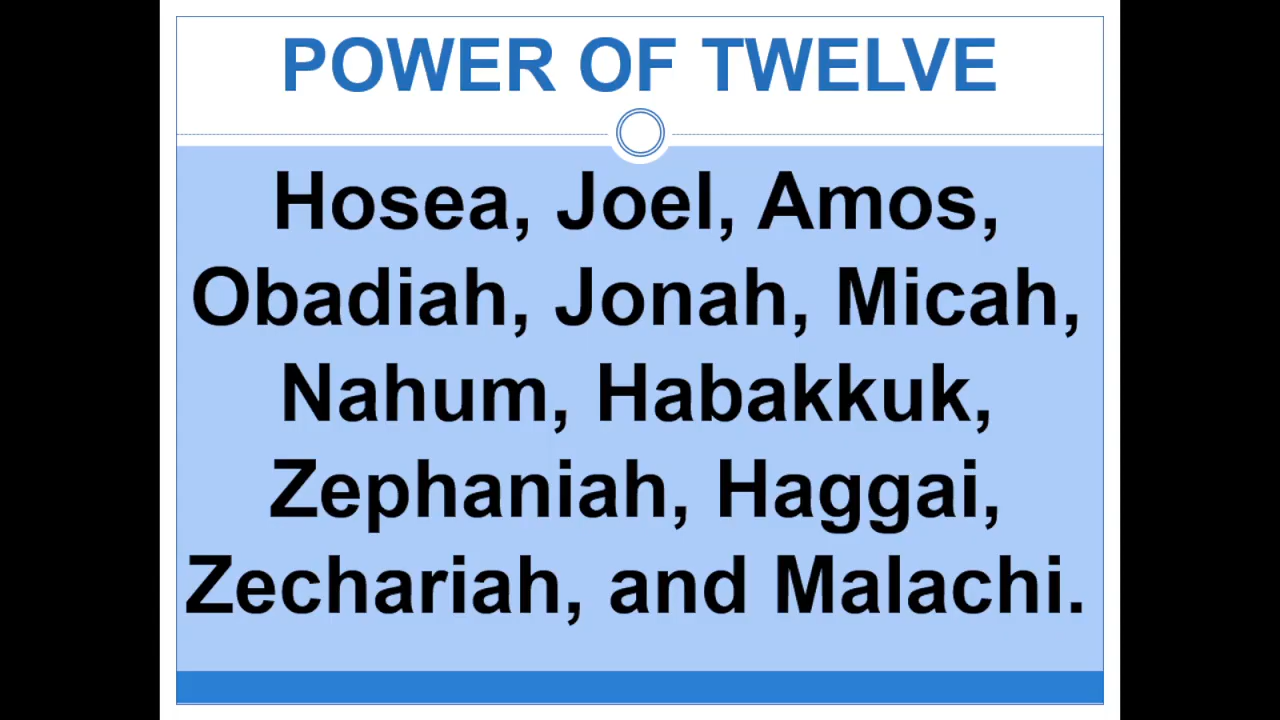 POWER OF TWELVE
Hosea, Joel, Amos,
Obadiah, Jonah, Micah,
Nahum, Habakkuk,
Zephaniah, Haggai,
Zechariah, and Malachi.